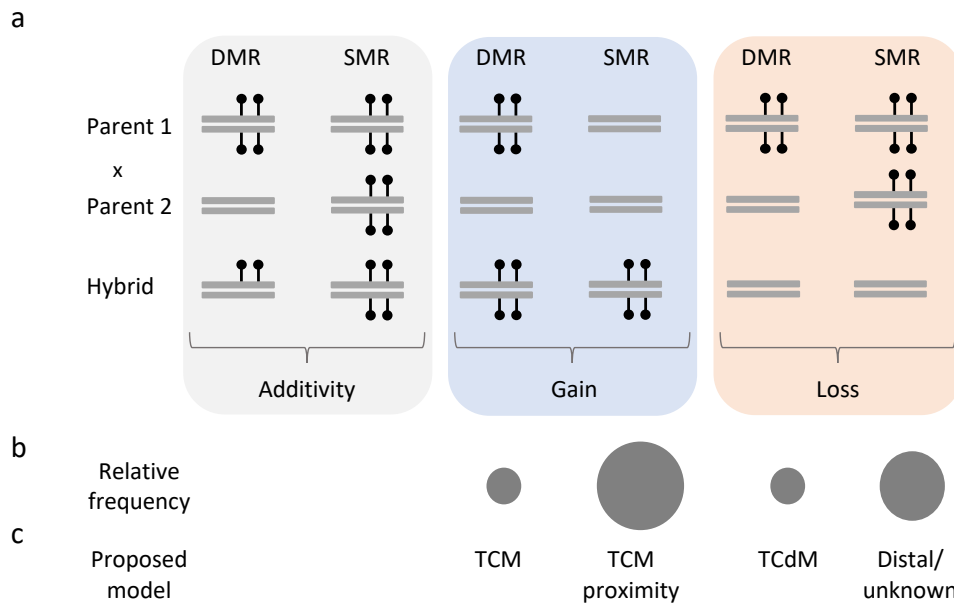 a
DMR SMR DMR SMR DMR SMR
Parent 1
x
Parent 2
Hybrid
Additivity Gain Loss
b
Relative
frequency
c
Proposed
model
TCM
TCM
proximity
TCdM
Distal/
unknown